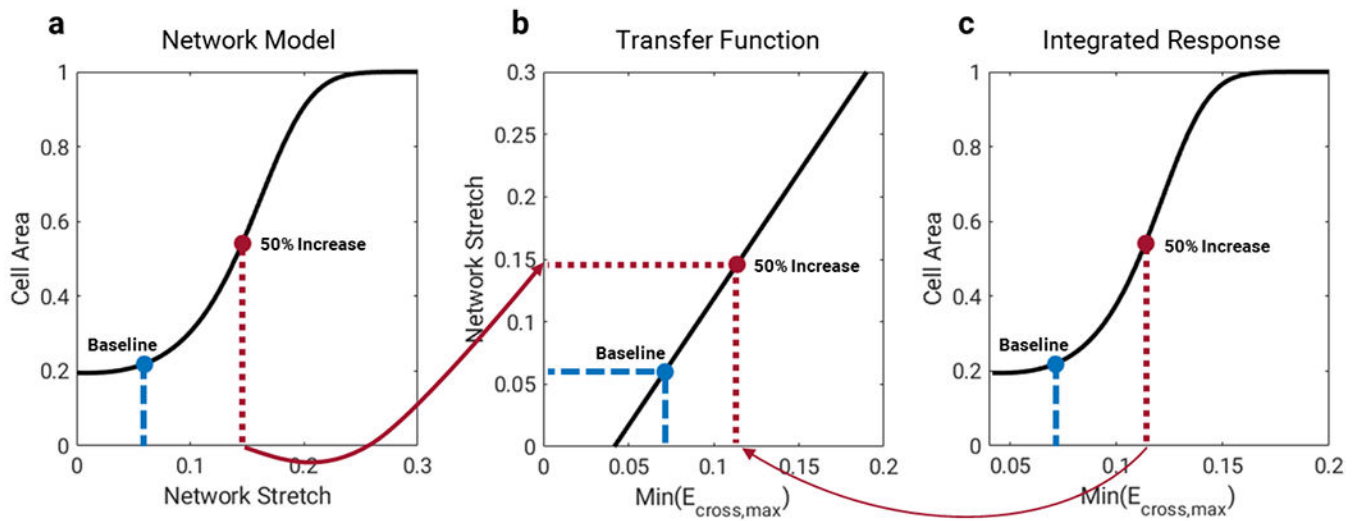 a
Network Model
Cell Area
1
0.8
0.6
0.4
0.2
0
50% Increase
Baseline
0
0.1
0.2
0.3
Network Stretch
b
Transfer Function
Network Stretch
0.3
0.25
0.2
0.15
0.1
0.05
0
50% Increase
Baseline
0
0.05
0.1
0.15
0.2
Min(E_cross,max)
c
Integrated Response
Cell Area
1
0.8
0.6
0.4
0.2
0
50% Increase
Baseline
0.05
0.1
0.15
0.2
Min(E_cross,max)